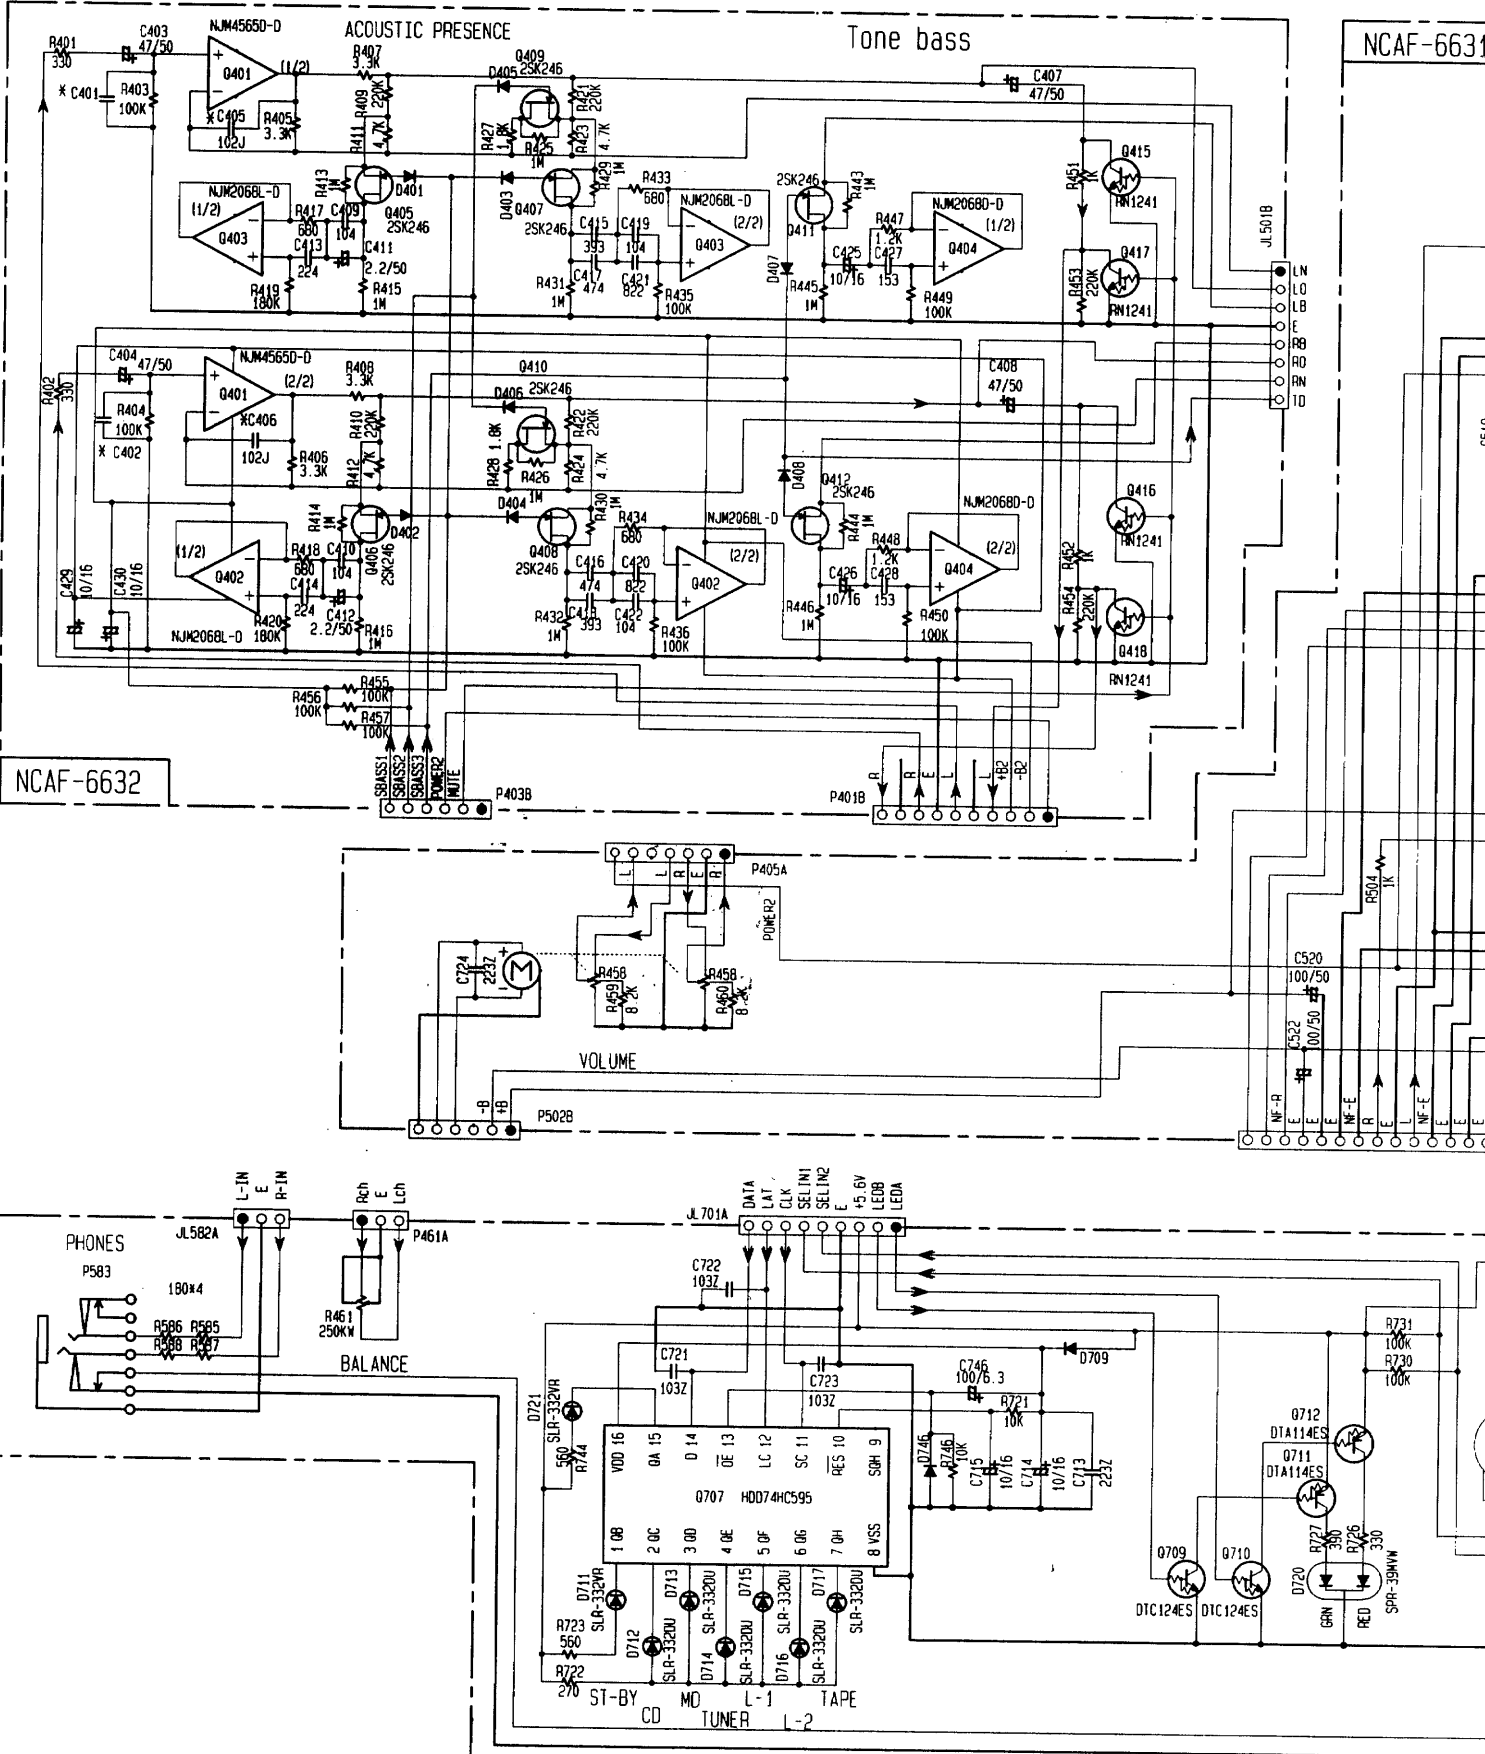 ACOUSTIC PRESENCE
Tone bass
NCAF-6631
R401
330
C403
47/50
NJM4565D-D
Q401
(1/2)
* C401
R403
100K
* C405
102J
R405
3.3K
R407
3.3K
R409
220K
R411
4.7K
D405
Q409
2SK246
R427
1.8K
R425
1M
R421
220K
R423
4.7K
R429
1M
C407
47/50
R413
1M
D401
Q405
2SK246
D403
Q407
2SK246
NJM2068L-D
(1/2)
Q403
R417
680
C409
104
C413
224
C411
2.2/50
R419
180K
R415
1M
R433
680
C415
393
C419
104
C417
474
C421
822
R431
1M
R435
100K
NJM2068L-D
(2/2)
Q403
2SK246
Q411
R443
1M
D407
R447
1.2K
C425
10/16
C427
153
R445
1M
R449
100K
NJM2068D-D
(1/2)
Q404
R451
1K
Q415
RN1241
Q417
R453
220K
RN1241
JL501B
LN
LO
LB
E
RB
RO
RN
TD
R402
330
C404
47/50
NJM4565D-D
(2/2)
Q401
R404
100K
* C402
*C406
102J
R406
3.3K
R408
3.3K
R410
220K
R412
4.7K
D406
Q410
2SK246
R428
1.8K
R426
1M
R422
220K
R424
4.7K
R430
1M
C408
47/50
R414
1M
D402
Q406
2SK246
D404
Q408
2SK246
C429
10/16
C430
10/16
(1/2)
Q402
NJM2068L-D
R418
680
C410
104
C414
224
C412
2.2/50
R420
180K
R416
1M
R434
680
C416
474
C420
822
C418
393
C422
104
R432
1M
R436
100K
NJM2068L-D
(2/2)
Q402
D408
Q412
2SK246
R444
1M
R448
1.2K
C426
10/16
C428
153
R446
1M
R450
100K
NJM2068D-D
(2/2)
Q404
R452
1K
Q416
RN1241
R454
220K
Q418
RN1241
R455
100K
R456
100K
R457
100K
NCAF-6632
SBASS1
SBASS2
SBASS3
POWER2
MUTE
P403B
P401B
R
R
E
L
L
+B2
-B2
P405A
L
L
R
E
R
POWER2
C724
223Z
+
M
-
R458
R459
8.2K
R458
R460
8.2K
VOLUME
-B
+B
P502B
R504
1K
C520
100/50
C522
100/50
NF-R
E
E
E
NF-E
R
E
L
NF-E
E
E
E
PHONES
P583
180*4
R586
R585
R588
R587
JL582A
L-IN
E
R-IN
Rch
E
Lch
P461A
R461
250KW
BALANCE
JL701A
DATA
LAT
CLK
SELIN1
SELIN2
E
+5.6V
LEDB
LEDA
C722
103Z
C721
103Z
C723
103Z
D709
C746
100/6.3
R721
10K
D721
SLR-332VR
560
R744
VDD 16
QA 15
D 14
OE 13
LC 12
SC 11
RES 10
SQH 9
Q707 HDD74HC595
1 QB
2 QC
3 QD
4 QE
5 QF
6 QG
7 QH
8 VSS
D746
R746
10K
C715
10/16
C714
10/16
C713
223Z
R731
100K
R730
100K
Q712
DTA114ES
Q711
DTA114ES
R727
390
R726
330
Q709
DTC124ES
Q710
DTC124ES
D720
GRN
RED
SPR-39MVW
D711
SLR-332VR
D712
SLR-332DU
D713
SLR-332DU
D714
SLR-332DU
D715
SLR-332DU
D716
SLR-332DU
D717
SLR-332DU
R723
560
R722
270
ST-BY
CD
MD
TUNER
L-1
L-2
TAPE